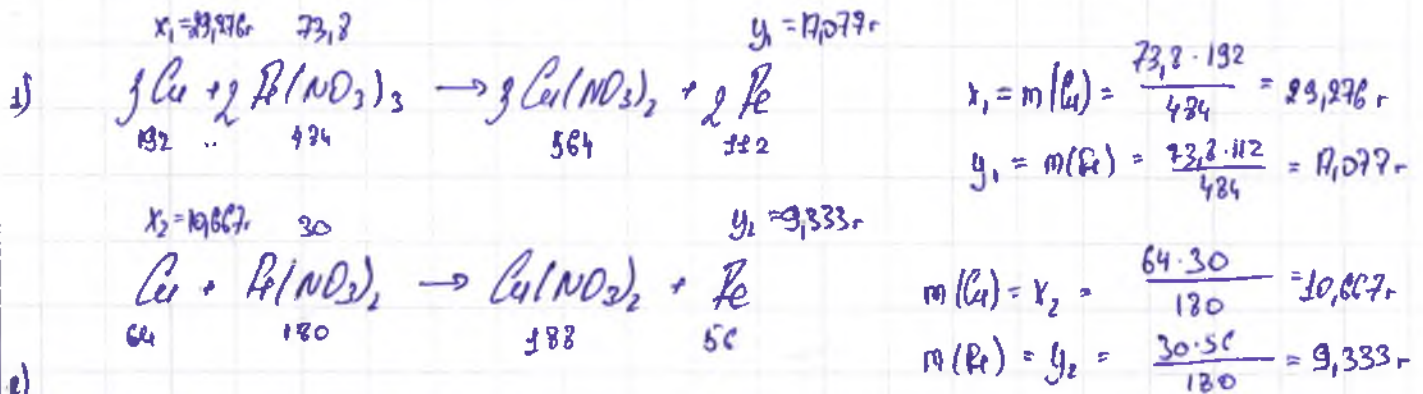 x₁=29,276г 73,8 y₁ = 17,077г
1) 3Cu + 2Fe(NO₃)₃ → 3Cu(NO₃)₂ + 2Fe
192 .. 484 564 112
x₁ = m(Cu) = 73,8·192/484 = 29,276 г
y₁ = m(Fe) = 73,8·112/484 = 17,077г
x₂=10,667г 30 y₂ = 9,333г
Cu + Fe(NO₃)₂ → Cu(NO₃)₂ + Fe
64 180 188 56
m(Cu) = x₂ = 64·30/180 = 10,667г
m(Fe) = y₂ = 30·56/180 = 9,333г
2)